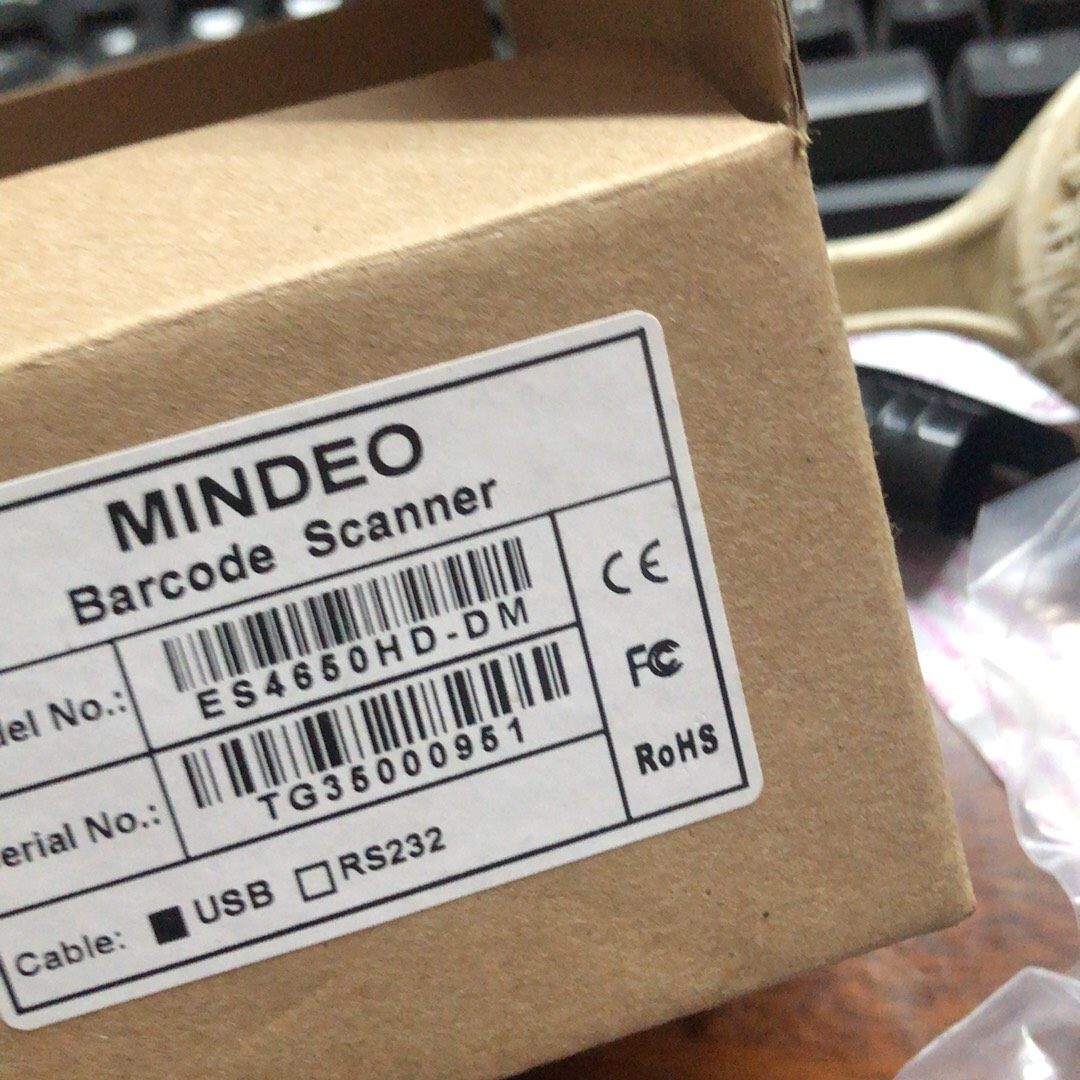 MINDEO
Barcode Scanner
del No.:
ES4650HD-DM
erial No.:
TG35000951
Cable: ■USB □RS232
CE
FC
RoHS